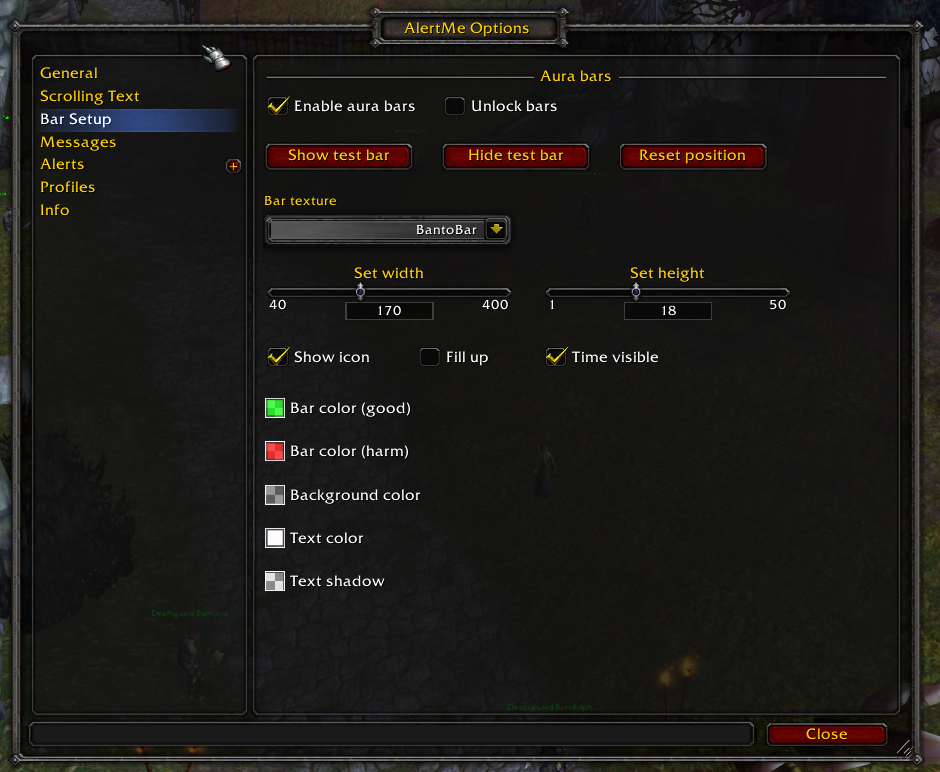 AlertMe Options
General
Scrolling Text
Bar Setup
Messages
Alerts
Profiles
Info
Aura bars
Enable aura bars Unlock bars
Show test bar Hide test bar Reset position
Bar texture
BantoBar
Set width Set height
40 170 400 1 18 50
Show icon Fill up Time visible
Bar color (good)
Bar color (harm)
Background color
Text color
Text shadow
Close